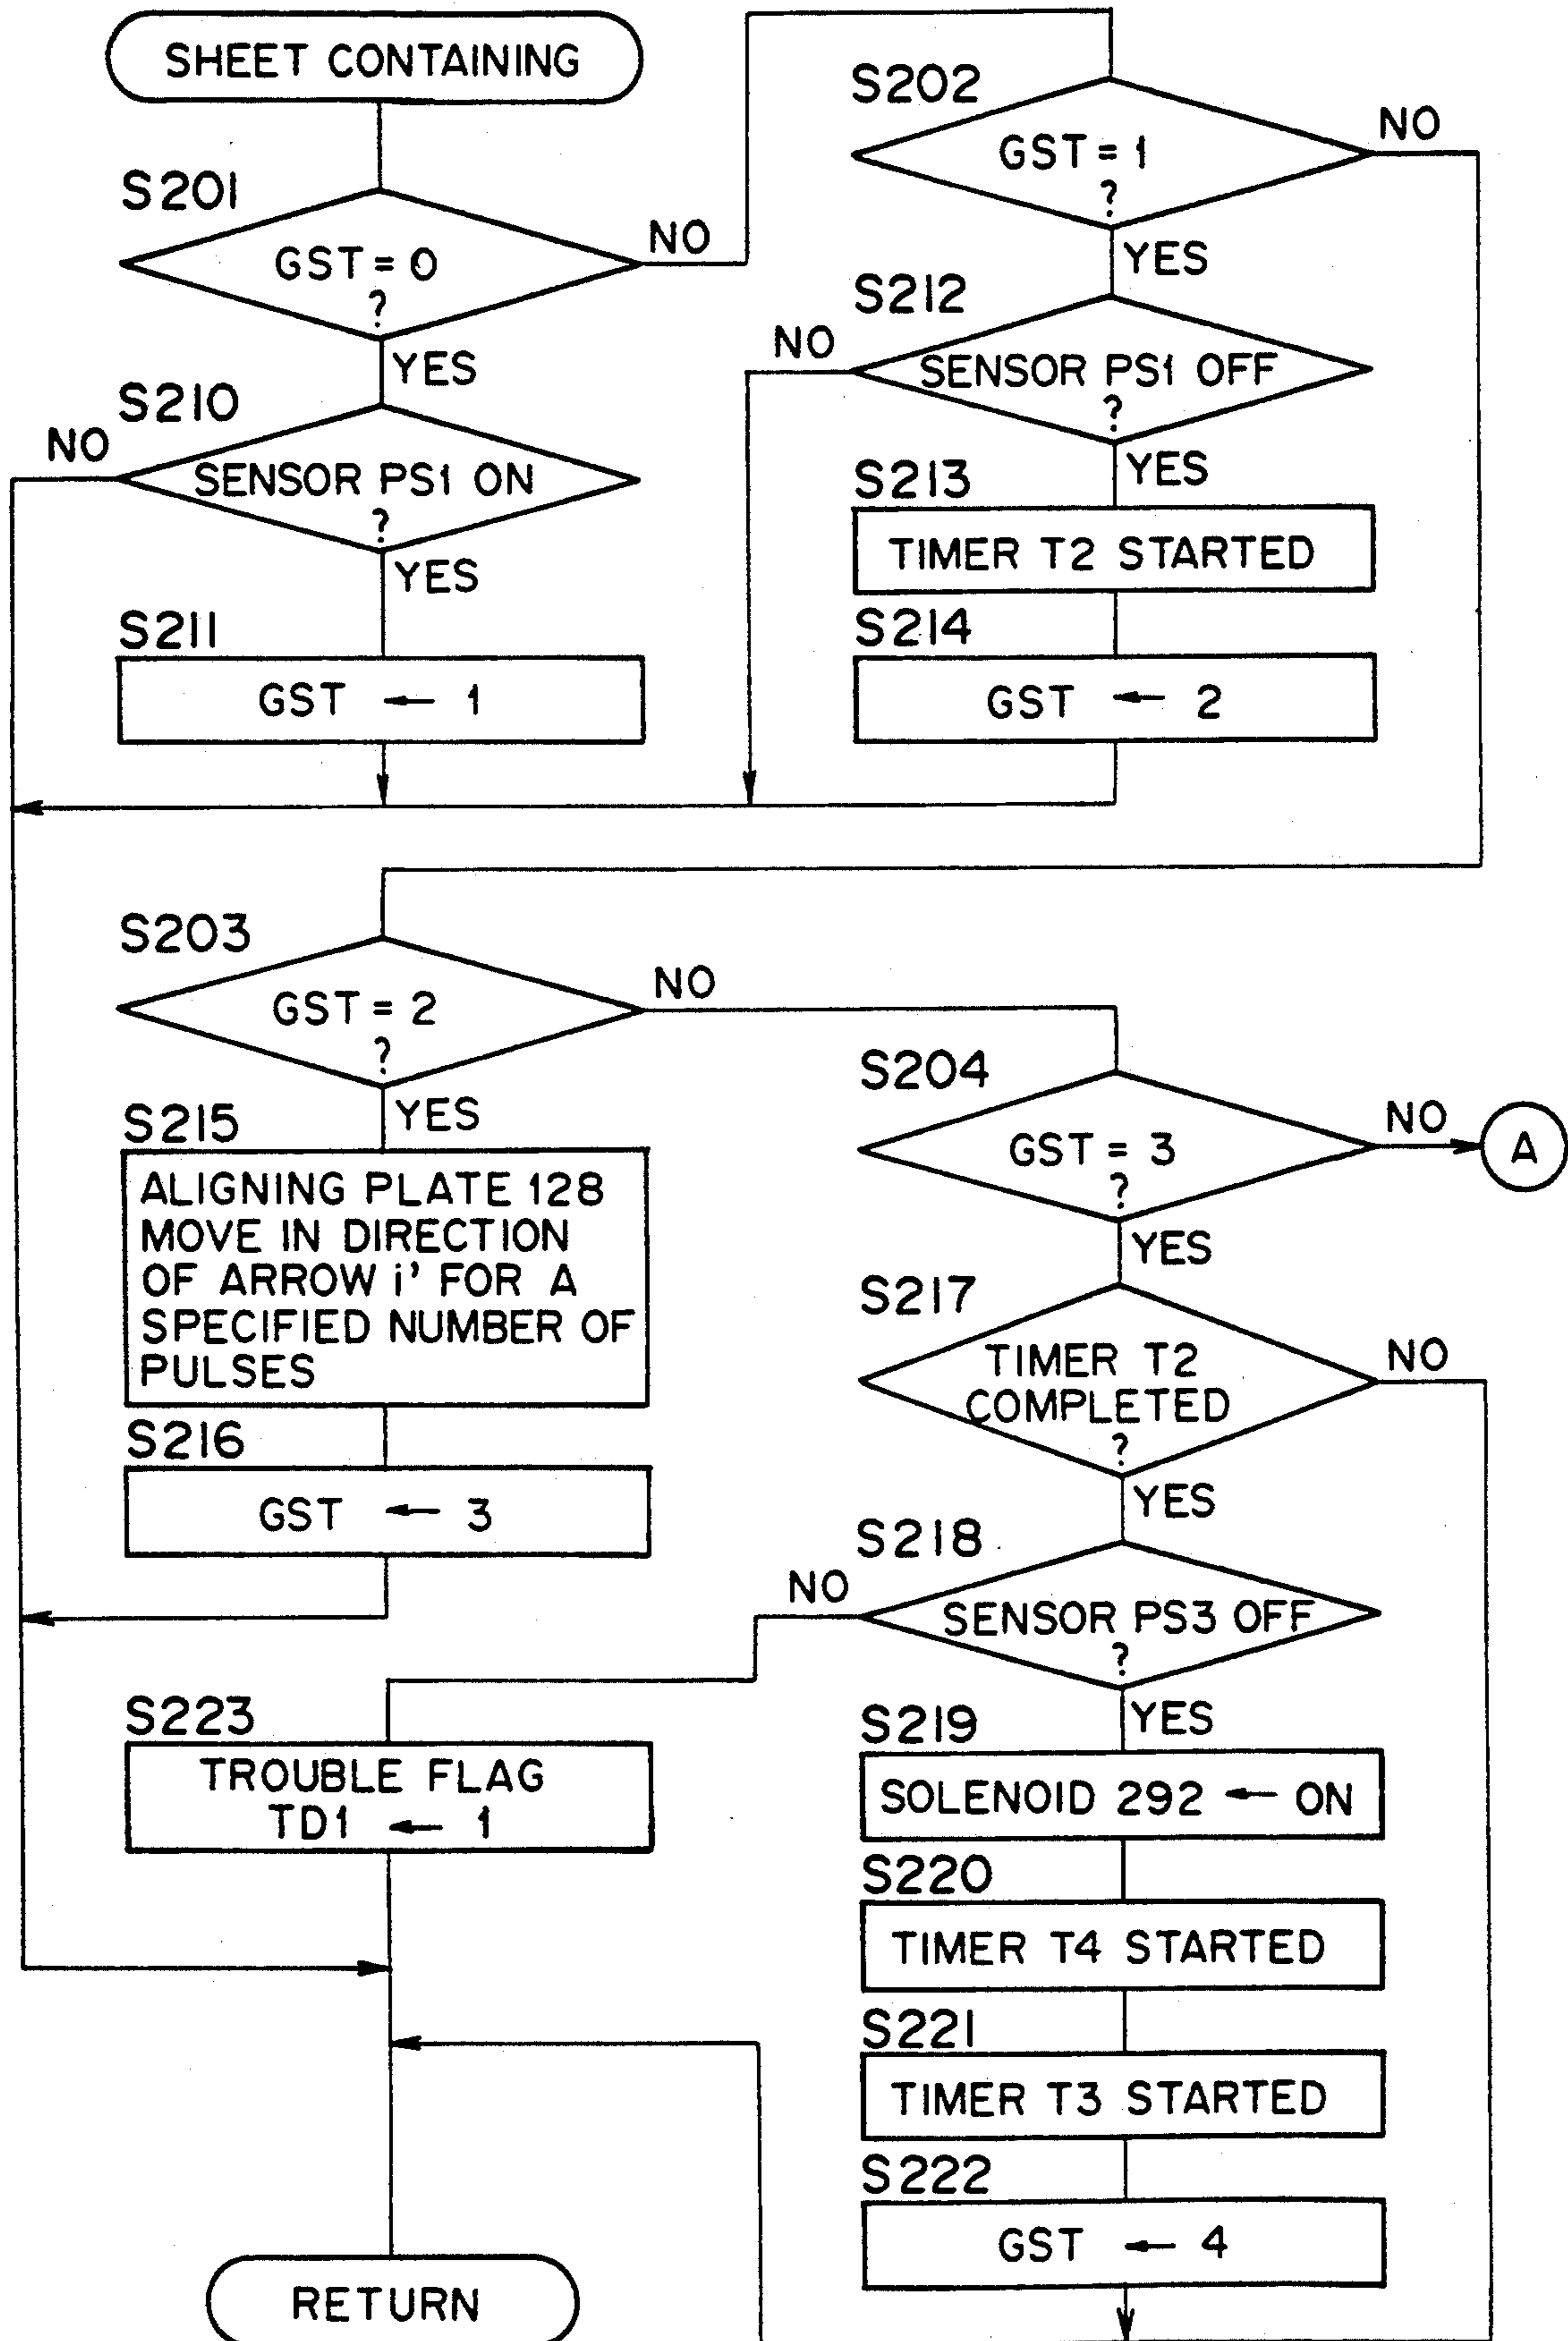 SHEET CONTAINING
S201
GST = 0
?
NO
YES
S210
NO
SENSOR PS1 ON
?
YES
S211
GST ← 1
S202
GST = 1
?
NO
YES
S212
NO
SENSOR PS1 OFF
?
YES
S213
TIMER T2 STARTED
S214
GST ← 2
S203
GST = 2
?
NO
YES
S215
ALIGNING PLATE 128
MOVE IN DIRECTION
OF ARROW i' FOR A
SPECIFIED NUMBER OF
PULSES
S216
GST ← 3
S204
GST = 3
?
NO
A
YES
S217
TIMER T2
COMPLETED
?
NO
YES
S218
NO
SENSOR PS3 OFF
?
YES
S223
TROUBLE FLAG
TD1 ← 1
S219
SOLENOID 292 ← ON
S220
TIMER T4 STARTED
S221
TIMER T3 STARTED
S222
GST ← 4
RETURN